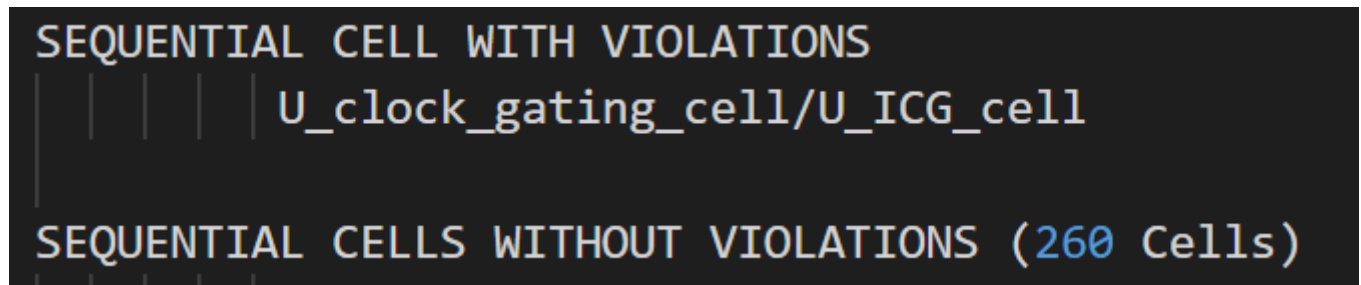 SEQUENTIAL CELL WITH VIOLATIONS
U_clock_gating_cell/U_ICG_cell
SEQUENTIAL CELLS WITHOUT VIOLATIONS (260 Cells)